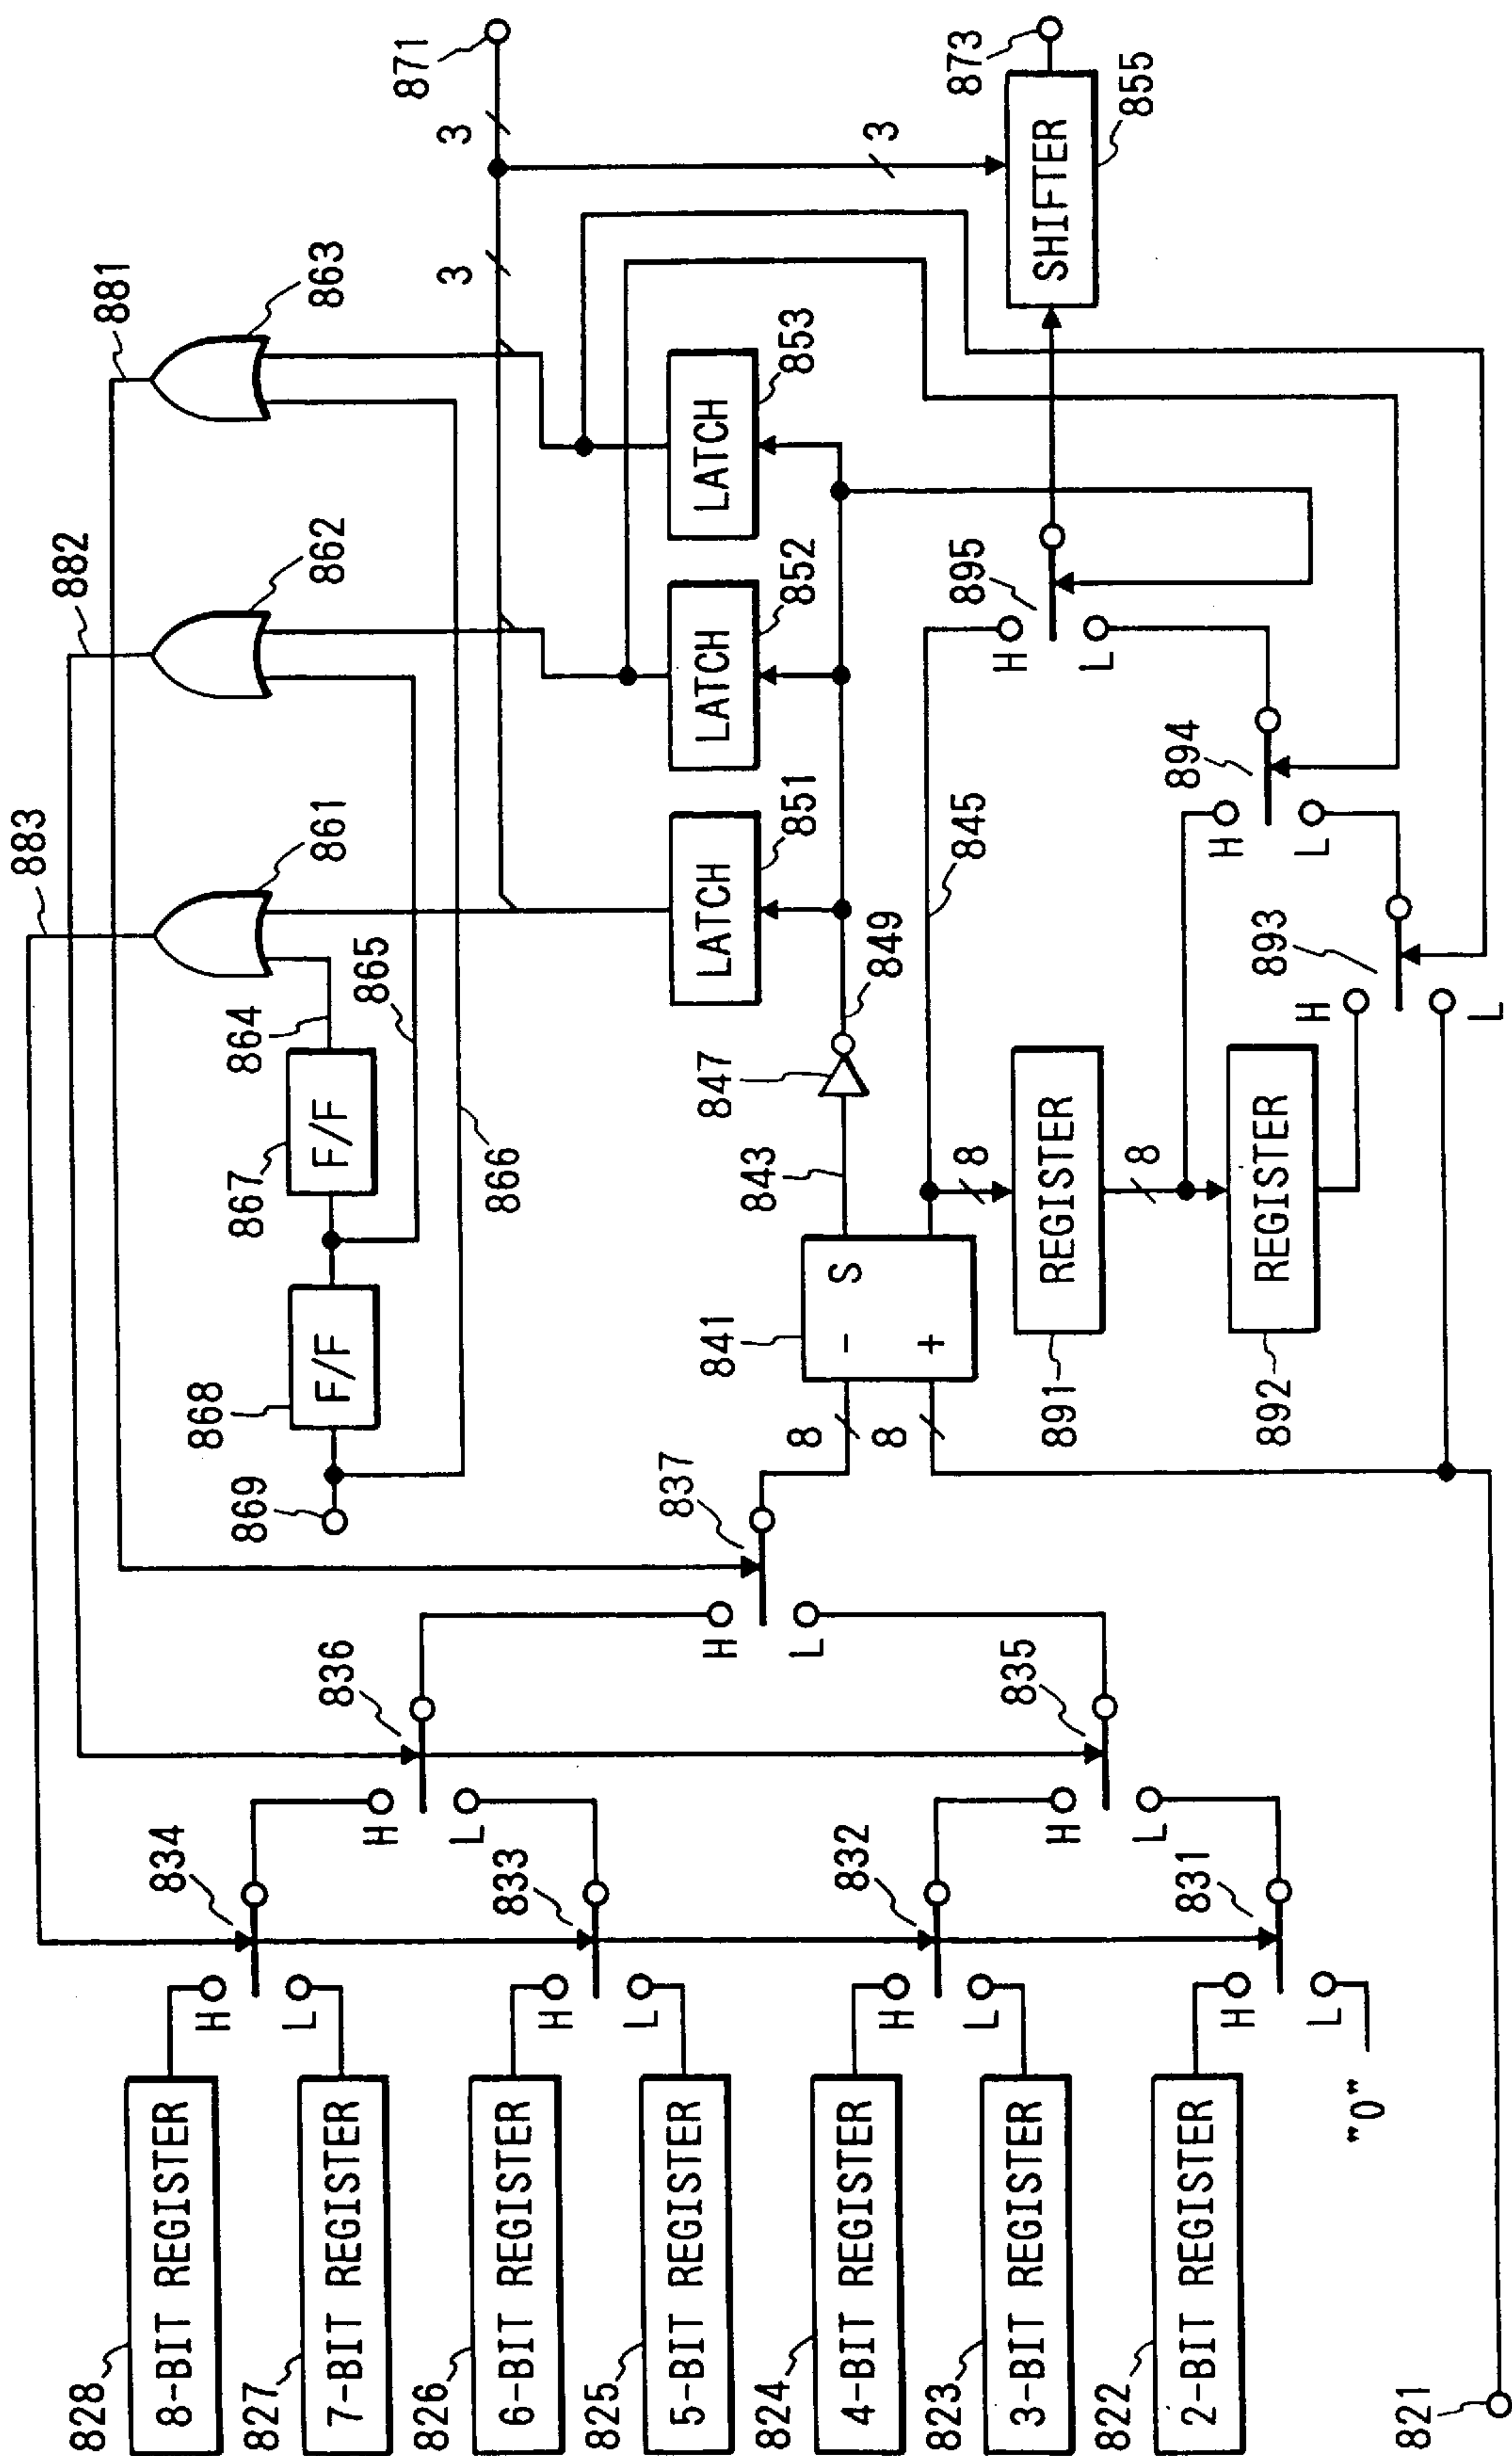 828
8-BIT REGISTER
827
7-BIT REGISTER
826
6-BIT REGISTER
825
5-BIT REGISTER
824
4-BIT REGISTER
823
3-BIT REGISTER
822
2-BIT REGISTER
"0"
821
H
L
834
H
L
833
H
L
832
H
L
831
H
L
836
H
L
835
H
L
837
869
868
F/F
867
F/F
864
865
866
883
861
882
862
881
863
8
8
841
-
+
S
843
847
849
845
851
LATCH
852
LATCH
853
LATCH
8
891
REGISTER
8
892
REGISTER
H
L
893
H
L
894
H
L
895
3
3
871
3
SHIFTER
855
873